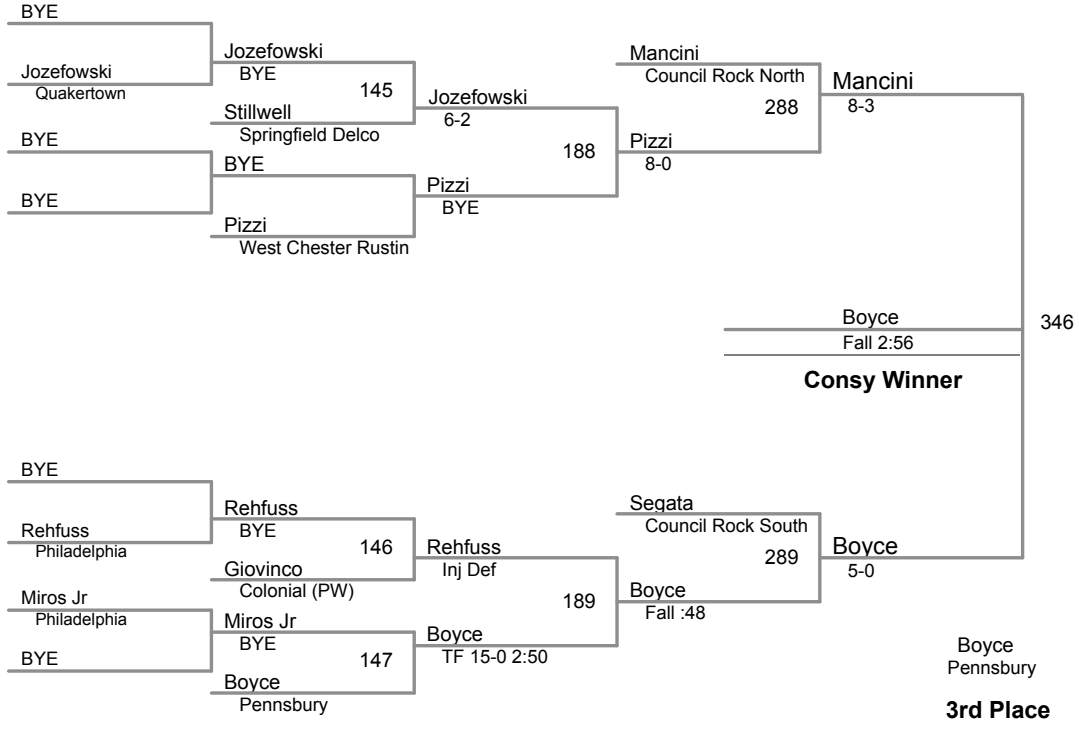 BYE
Jozefowski
Quakertown
BYE
BYE
Jozefowski
BYE
145
Stillwell
Springfield Delco
BYE
Pizzi
West Chester Rustin
Jozefowski
6-2
188
Pizzi
BYE
Mancini
Council Rock North
288
Pizzi
8-0
Mancini
8-3
Boyce
346
Fall 2:56
Consy Winner
BYE
Rehfuss
Philadelphia
Miros Jr
Philadelphia
BYE
Rehfuss
BYE
146
Giovinco
Colonial (PW)
Miros Jr
BYE
147
Boyce
Pennsbury
Rehfuss
Inj Def
189
Boyce
TF 15-0 2:50
Segata
Council Rock South
289
Boyce
Fall :48
Boyce
5-0
Boyce
Pennsbury
3rd Place